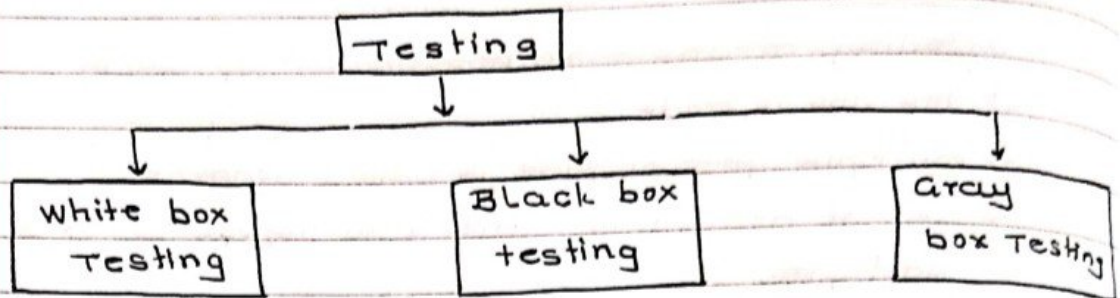 Testing
White box
Testing
Black box
testing
Gray
box Testing